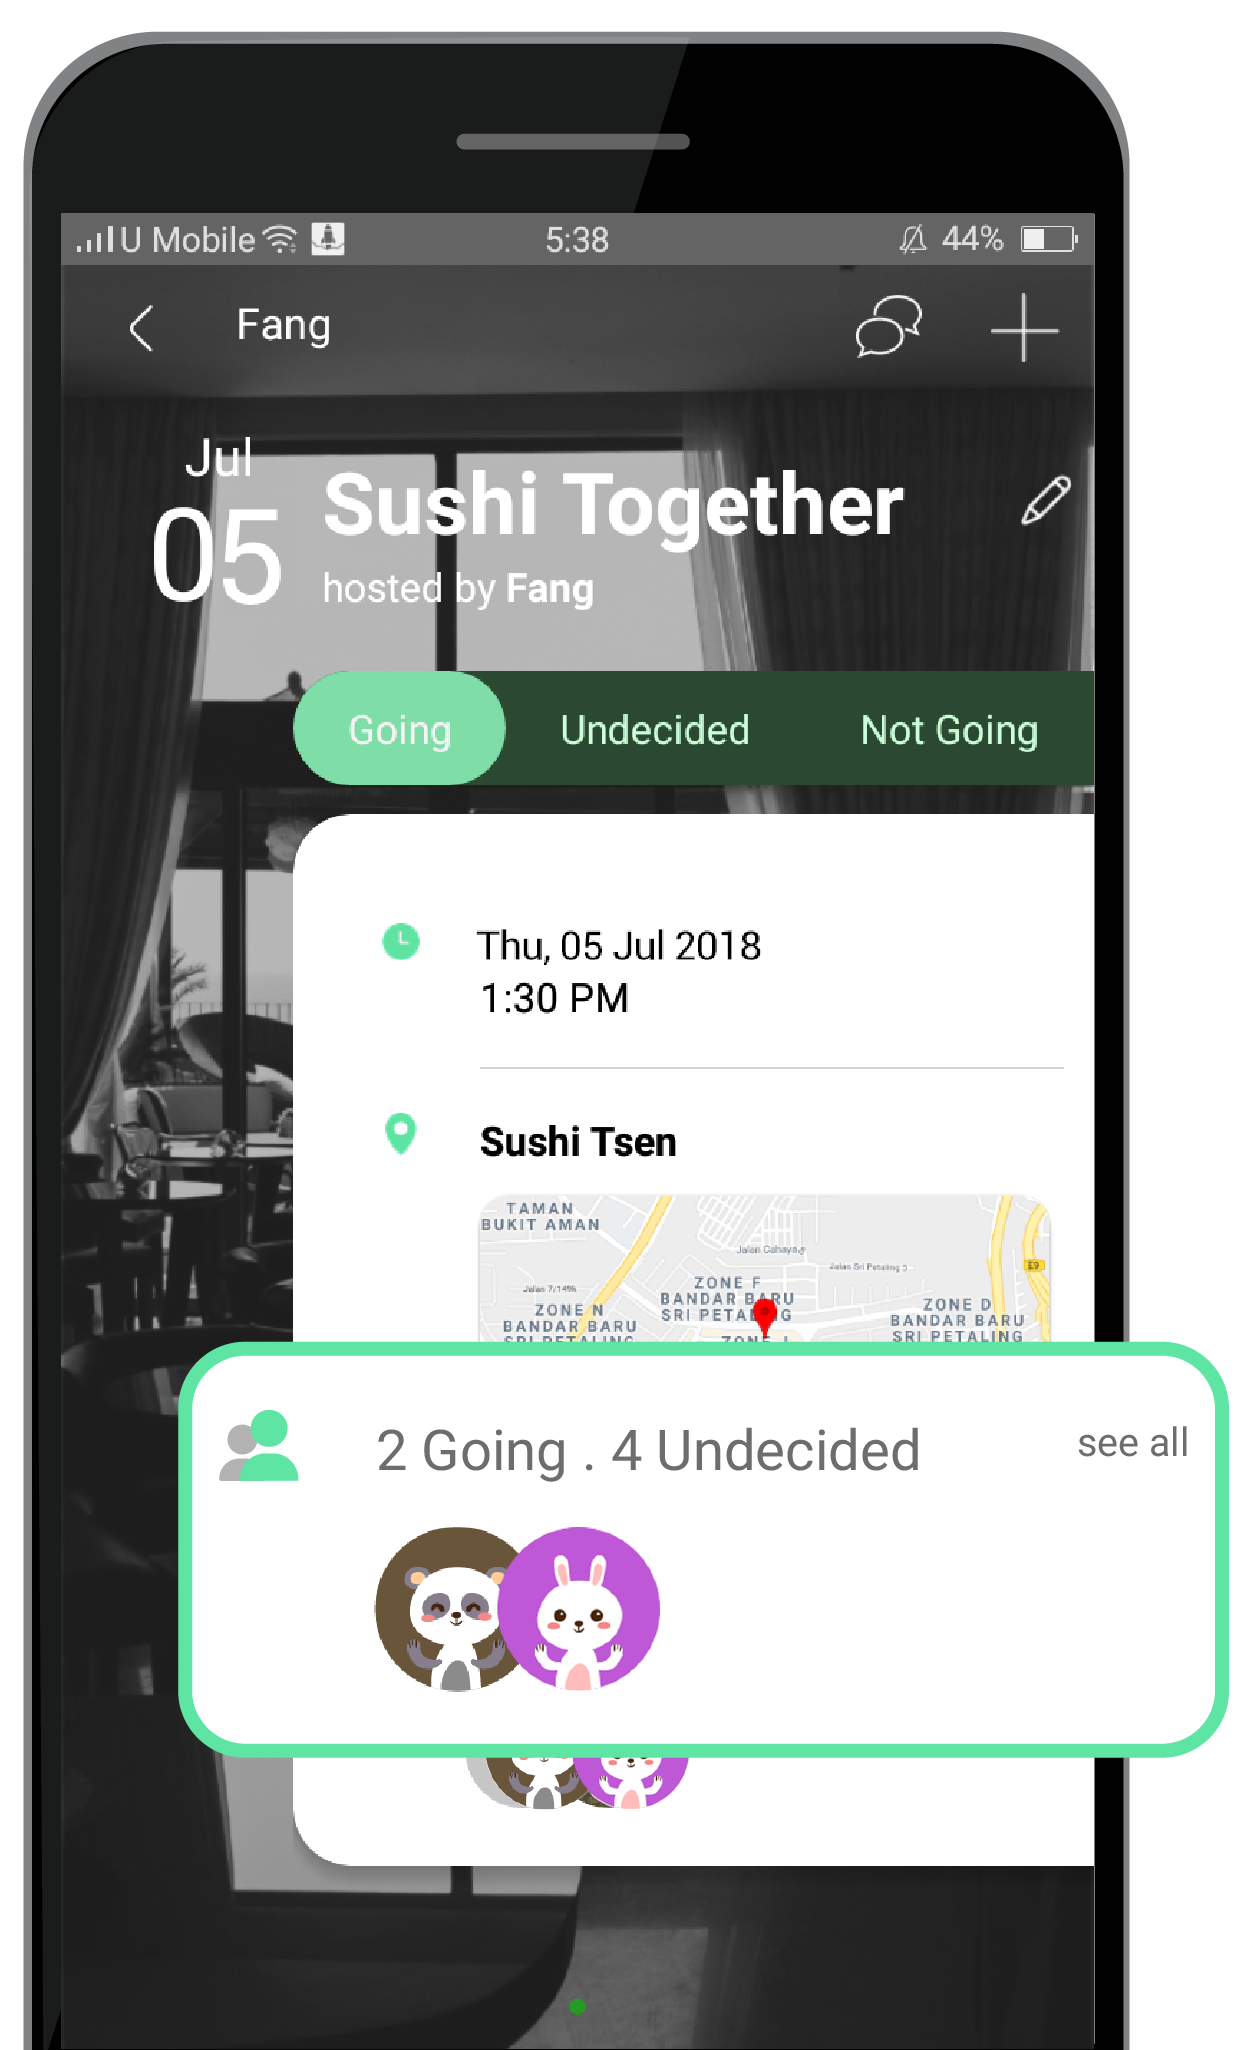 U Mobile 5:38 44%
Fang
Jul
05
Sushi Together
hosted by Fang
Going Undecided Not Going
Thu, 05 Jul 2018
1:30 PM
Sushi Tsen
TAMAN
BUKIT AMAN
Jalan Cahaya
Jalan Sri Petaling 5
E9
Jalan 7/149k
ZONE F
BANDAR BARU
SRI PETALING
ZONE N
BANDAR BARU
SRI PETALING
ZONE D
BANDAR BARU
SRI PETALING
ZONE J
2 Going . 4 Undecided see all